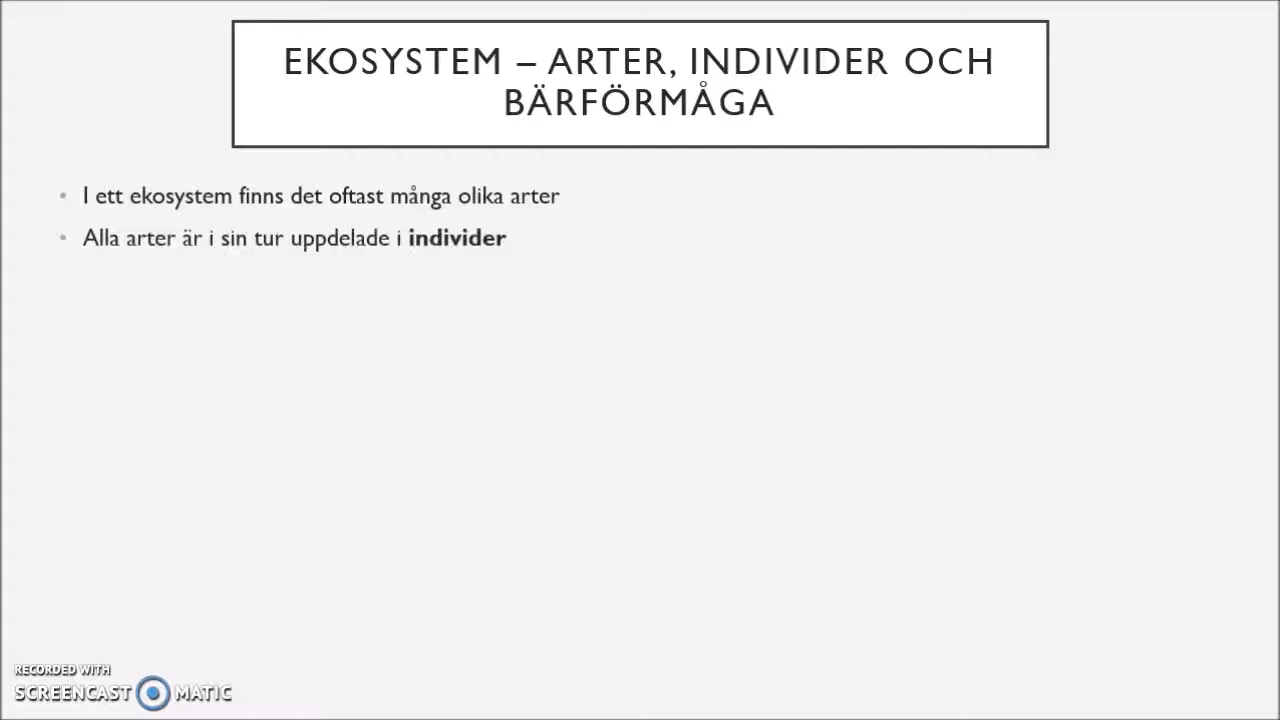 EKOSYSTEM – ARTER, INDIVIDER OCH
BÄRFÖRMÅGA
• I ett ekosystem finns det oftast många olika arter
• Alla arter är i sin tur uppdelade i individer
RECORDED WITH
SCREENCAST MATIC